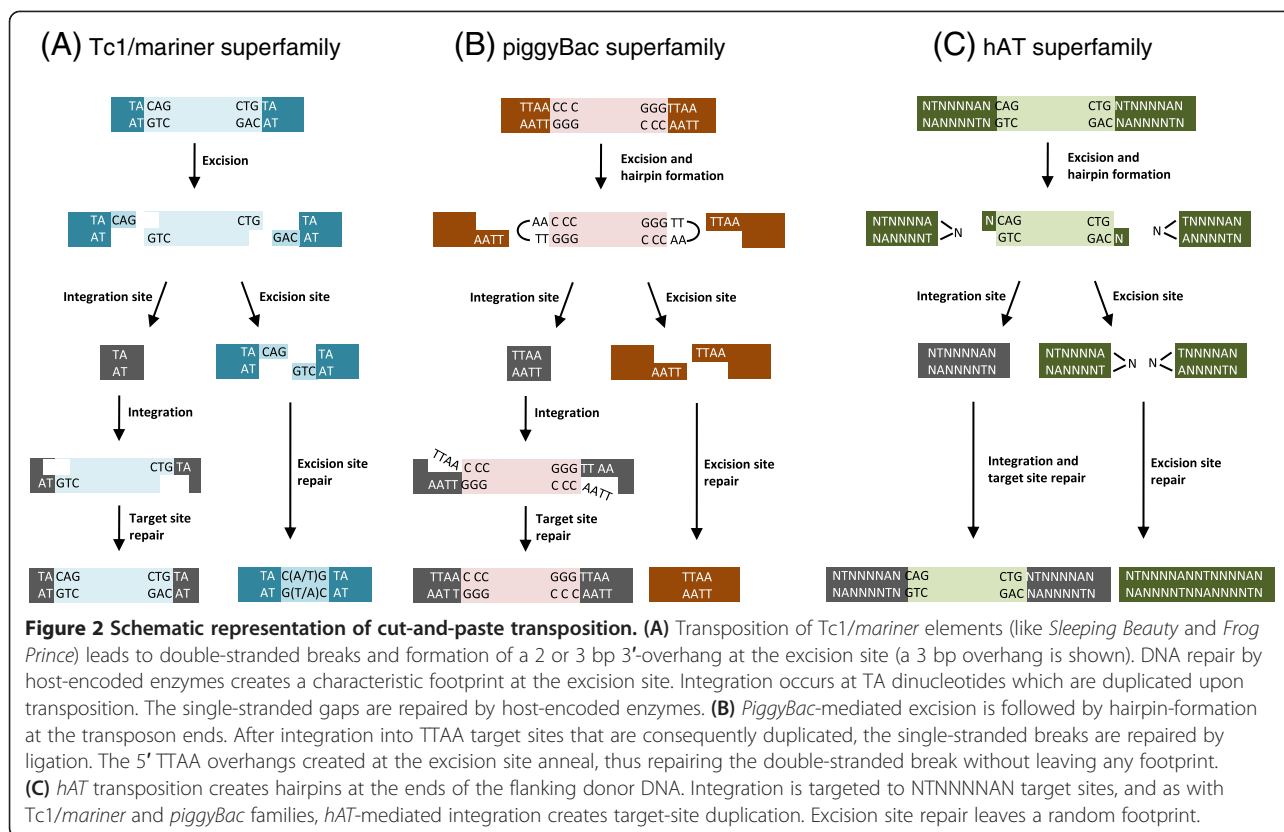 (A) Tc1/mariner superfamily
TA CAG CTG TA
AT GTC GAC AT
Excision
TA CAG CTG TA
AT GTC GAC AT
Integration site
Excision site
TA
AT
TA CAG TA
AT GTC AT
Integration
CTG TA
AT GTC
Excision site
repair
Target site
repair
TA CAG CTG TA
AT GTC GAC AT
TA C(A/T)G TA
AT G(T/A)C AT
(B) piggyBac superfamily
TTAA CC C GGG TTAA
AATT GGG C CC AATT
Excision and
hairpin formation
AA C CC GGG TT TTAA
AATT TT GGG C CC AA
Integration site
Excision site
TTAA
AATT
TTAA
AATT
Integration
TTAA C CC GGG TT AA
AATT GGG C CC AATT
Excision site
repair
Target site
repair
TTAA C CC GGG TTAA
AAT T GGG C C C AATT
TTAA
AATT
(C) hAT superfamily
NTNNNNAN CAG CTG NTNNNNAN
NANNNNTN GTC GAC NANNNNTN
Excision and
hairpin formation
NTNNNNA N N CAG CTG N TNNNNAN
NANNNNT GTC GAC N ANNNNTN
Integration site
Excision site
NTNNNNAN
NANNNNTN
NTNNNNA N N TNNNNAN
NANNNNT ANNNNTN
Integration and
target site repair
Excision site
repair
NTNNNNAN CAG CTG NTNNNNAN
NANNNNTN GTC GAC NANNNNTN
NTNNNNANNTNNNNAN
NANNNNTNNANNNNTN
Figure 2 Schematic representation of cut-and-paste transposition. (A) Transposition of Tc1/mariner elements (like Sleeping Beauty and Frog
Prince) leads to double-stranded breaks and formation of a 2 or 3 bp 3′-overhang at the excision site (a 3 bp overhang is shown). DNA repair by
host-encoded enzymes creates a characteristic footprint at the excision site. Integration occurs at TA dinucleotides which are duplicated upon
transposition. The single-stranded gaps are repaired by host-encoded enzymes. (B) PiggyBac-mediated excision is followed by hairpin-formation
at the transposon ends. After integration into TTAA target sites that are consequently duplicated, the single-stranded breaks are repaired by
ligation. The 5′ TTAA overhangs created at the excision site anneal, thus repairing the double-stranded break without leaving any footprint.
(C) hAT transposition creates hairpins at the ends of the flanking donor DNA. Integration is targeted to NTNNNNAN target sites, and as with
Tc1/mariner and piggyBac families, hAT-mediated integration creates target-site duplication. Excision site repair leaves a random footprint.